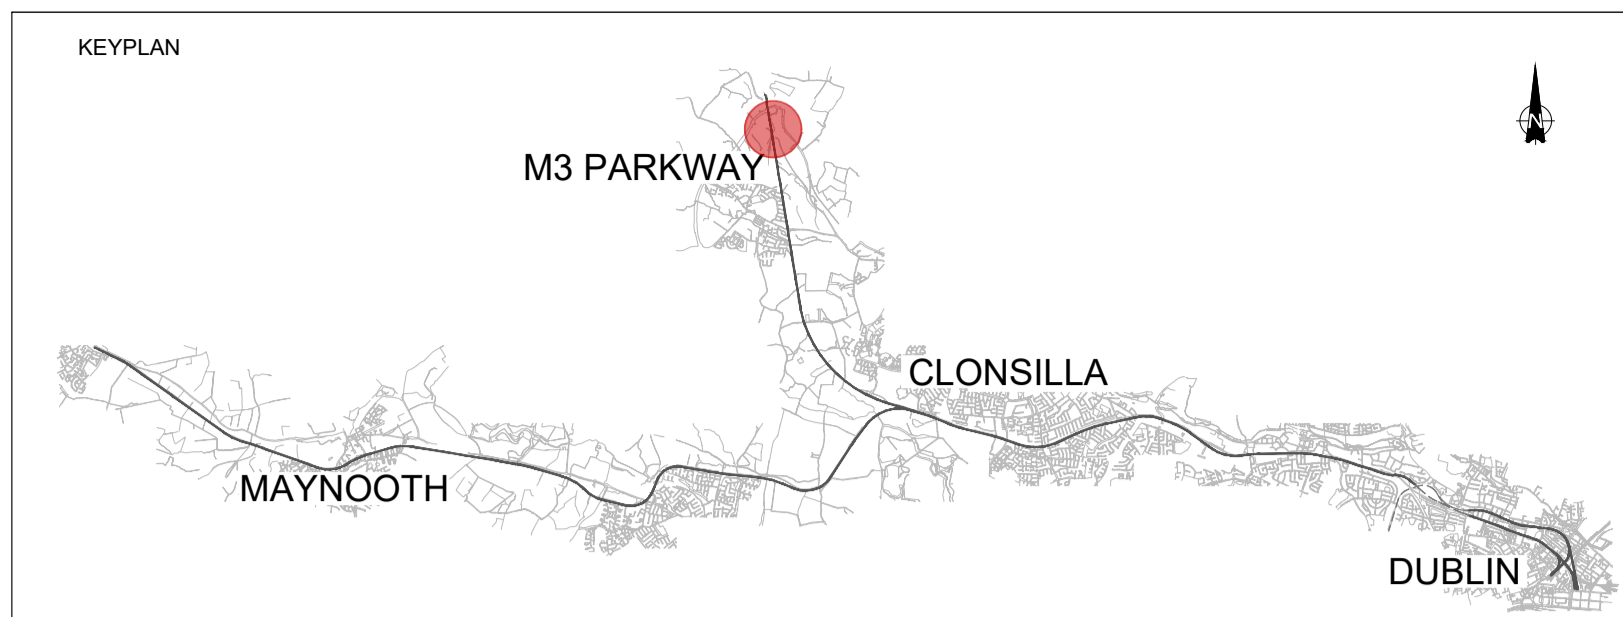 KEYPLAN
N
M3 PARKWAY
CLONSILLA
MAYNOOTH
DUBLIN